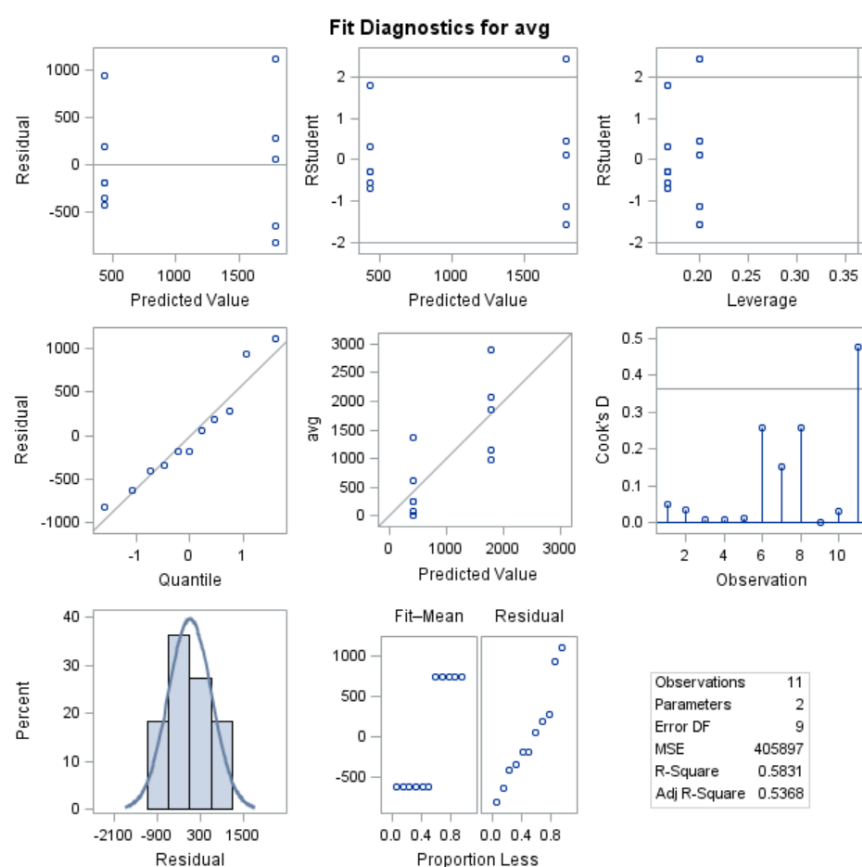 Fit Diagnostics for avg
1000
500
0
-500
Residual
500 1000 1500
Predicted Value
2
1
0
-1
-2
RStudent
500 1000 1500
Predicted Value
2
1
0
-1
-2
RStudent
0.20 0.25 0.30 0.35
Leverage
1000
500
0
-500
-1000
Residual
-1 0 1
Quantile
3000
2500
2000
1500
1000
500
0
avg
0 1000 2000 3000
Predicted Value
0.5
0.4
0.3
0.2
0.1
0.0
Cook's D
2 4 6 8 10
Observation
40
30
20
10
0
Percent
-2100 -900 300 1500
Residual
Fit–Mean Residual
1000
500
0
-500
0.0 0.4 0.8 0.0 0.4 0.8
Proportion Less
Observations 11
Parameters 2
Error DF 9
MSE 405897
R-Square 0.5831
Adj R-Square 0.5368